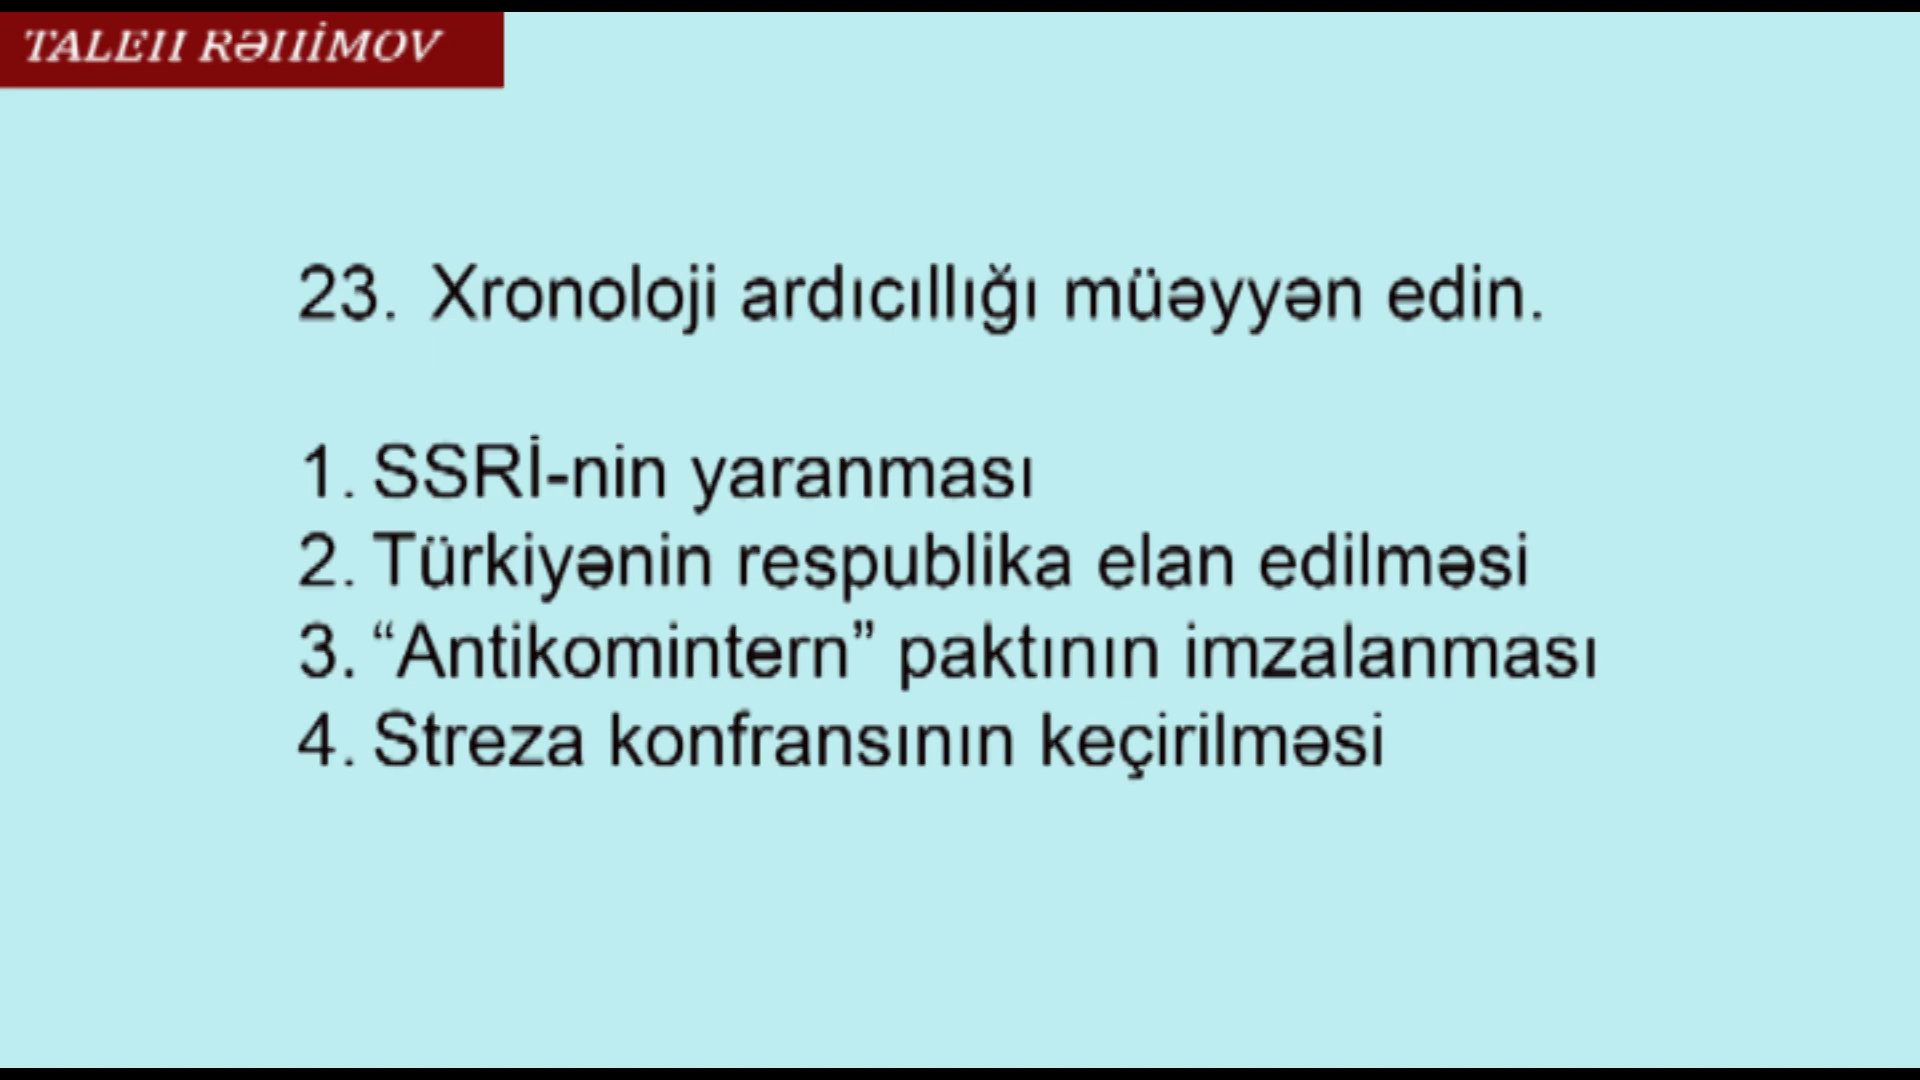 TALEH RƏHİMOV
23. Xronoloji ardıcıllığı müəyyən edin.
1. SSRİ-nin yaranması
2. Türkiyənin respublika elan edilməsi
3. “Antikomintern” paktının imzalanması
4. Streza konfransının keçirilməsi